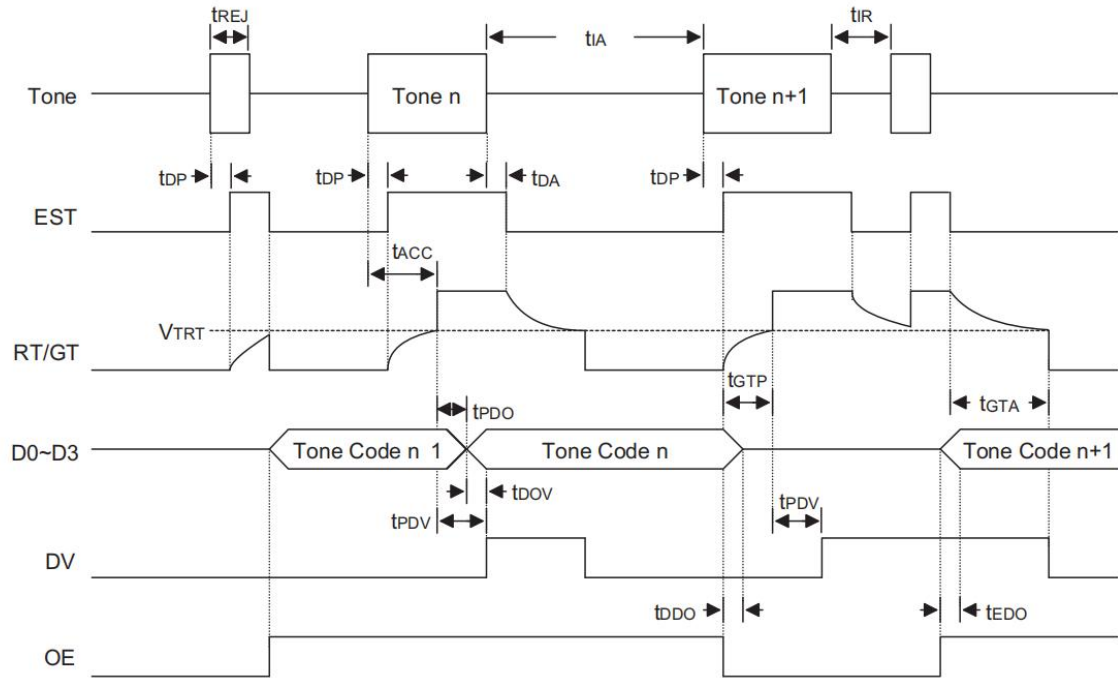 tREJ
tIA
tIR
Tone
Tone n
Tone n+1
tDP
tDP
tDA
tDP
EST
tACC
VTRT
RT/GT
tGTP
tGTA
tPDO
D0~D3
Tone Code n 1
Tone Code n
Tone Code n+1
tDOV
tPDV
tPDV
DV
tDDO
tEDO
OE